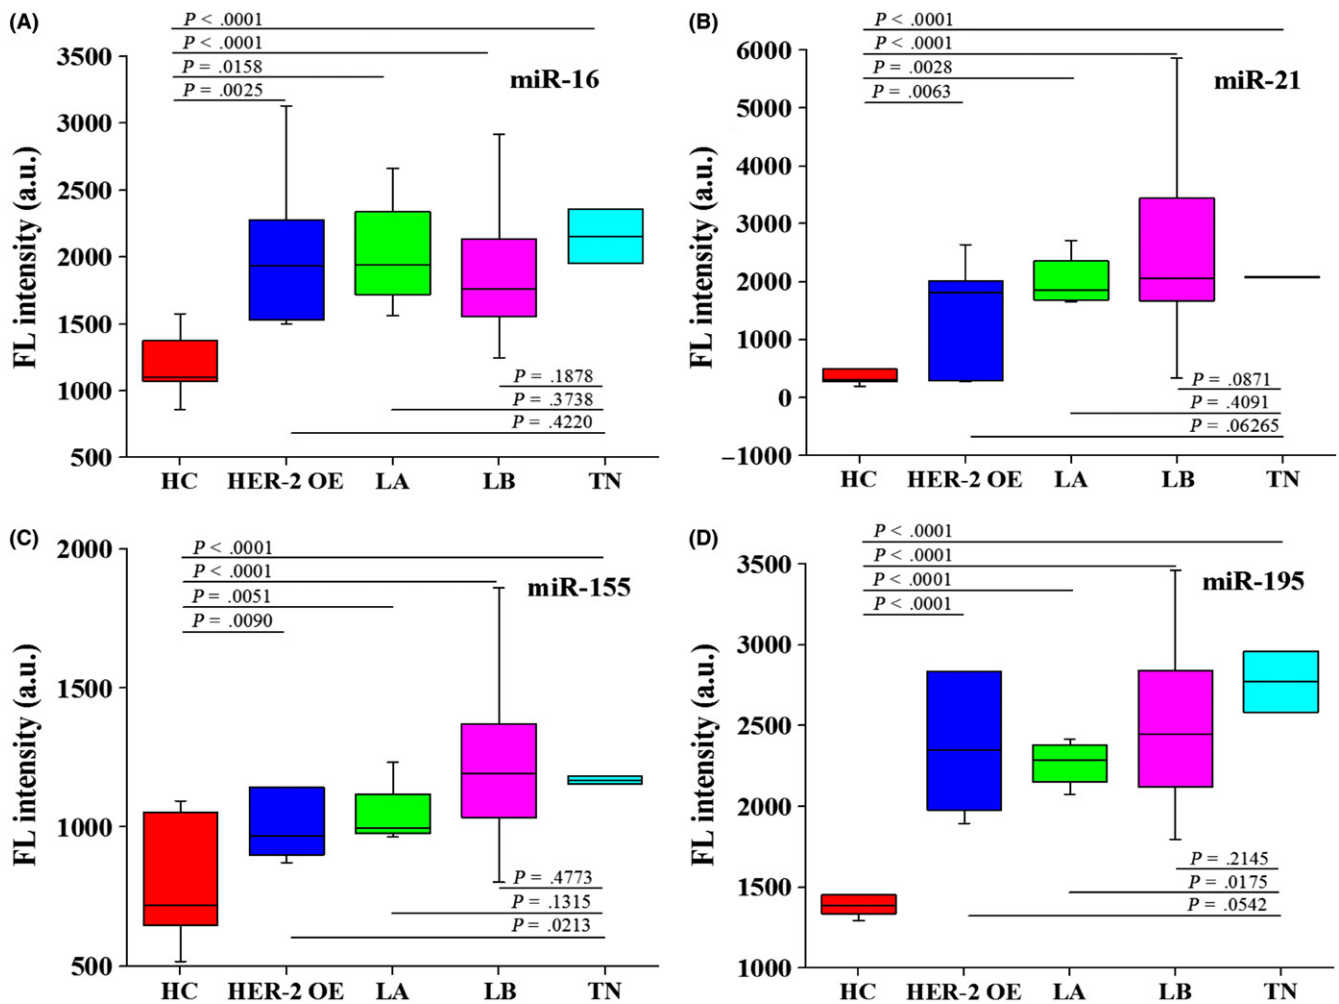 (A)
P < .0001
P < .0001
P = .0158
P = .0025
miR-16
FL intensity (a.u.)
3500
3000
2500
2000
1500
1000
500
P = .1878
P = .3738
P = .4220
HC HER-2 OE LA LB TN
(B)
P < .0001
P < .0001
P = .0028
P = .0063
miR-21
FL intensity (a.u.)
6000
5000
4000
3000
2000
1000
0
−1000
P = .0871
P = .4091
P = .06265
HC HER-2 OE LA LB TN
(C)
P < .0001
P < .0001
P = .0051
P = .0090
miR-155
FL intensity (a.u.)
2000
1500
1000
500
P = .4773
P = .1315
P = .0213
HC HER-2 OE LA LB TN
(D)
P < .0001
P < .0001
P < .0001
P < .0001
miR-195
FL intensity (a.u.)
3500
3000
2500
2000
1500
1000
P = .2145
P = .0175
P = .0542
HC HER-2 OE LA LB TN